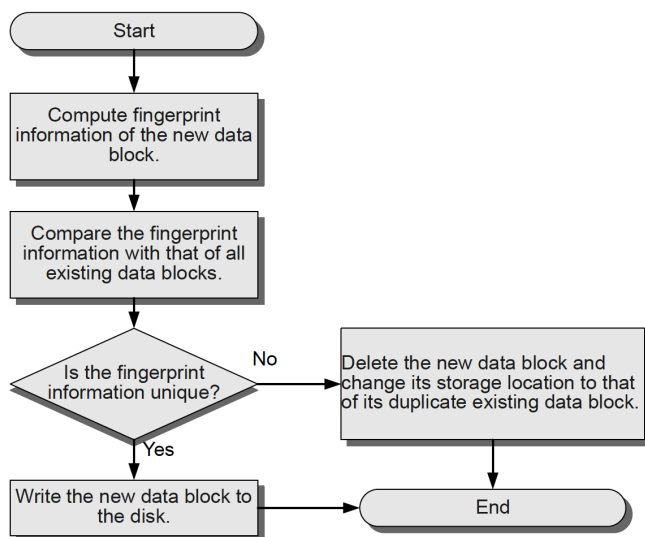 Start
Compute fingerprint
information of the new data
block.
Compare the fingerprint
information with that of all
existing data blocks.
Is the fingerprint
information unique?
No
Delete the new data block and
change its storage location to that
of its duplicate existing data block.
Yes
Write the new data block to
the disk.
End